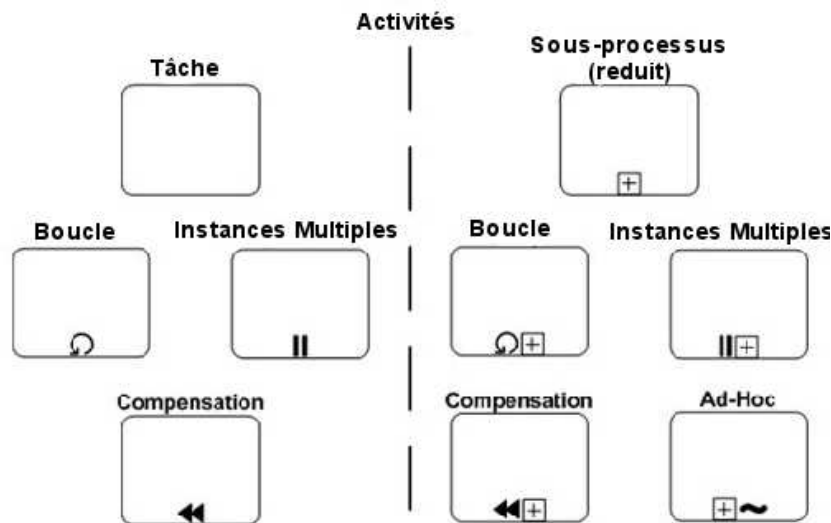 Activités
Tâche
Sous-processus
(reduit)
Boucle
Instances Multiples
Boucle
Instances Multiples
Compensation
Compensation
Ad-Hoc